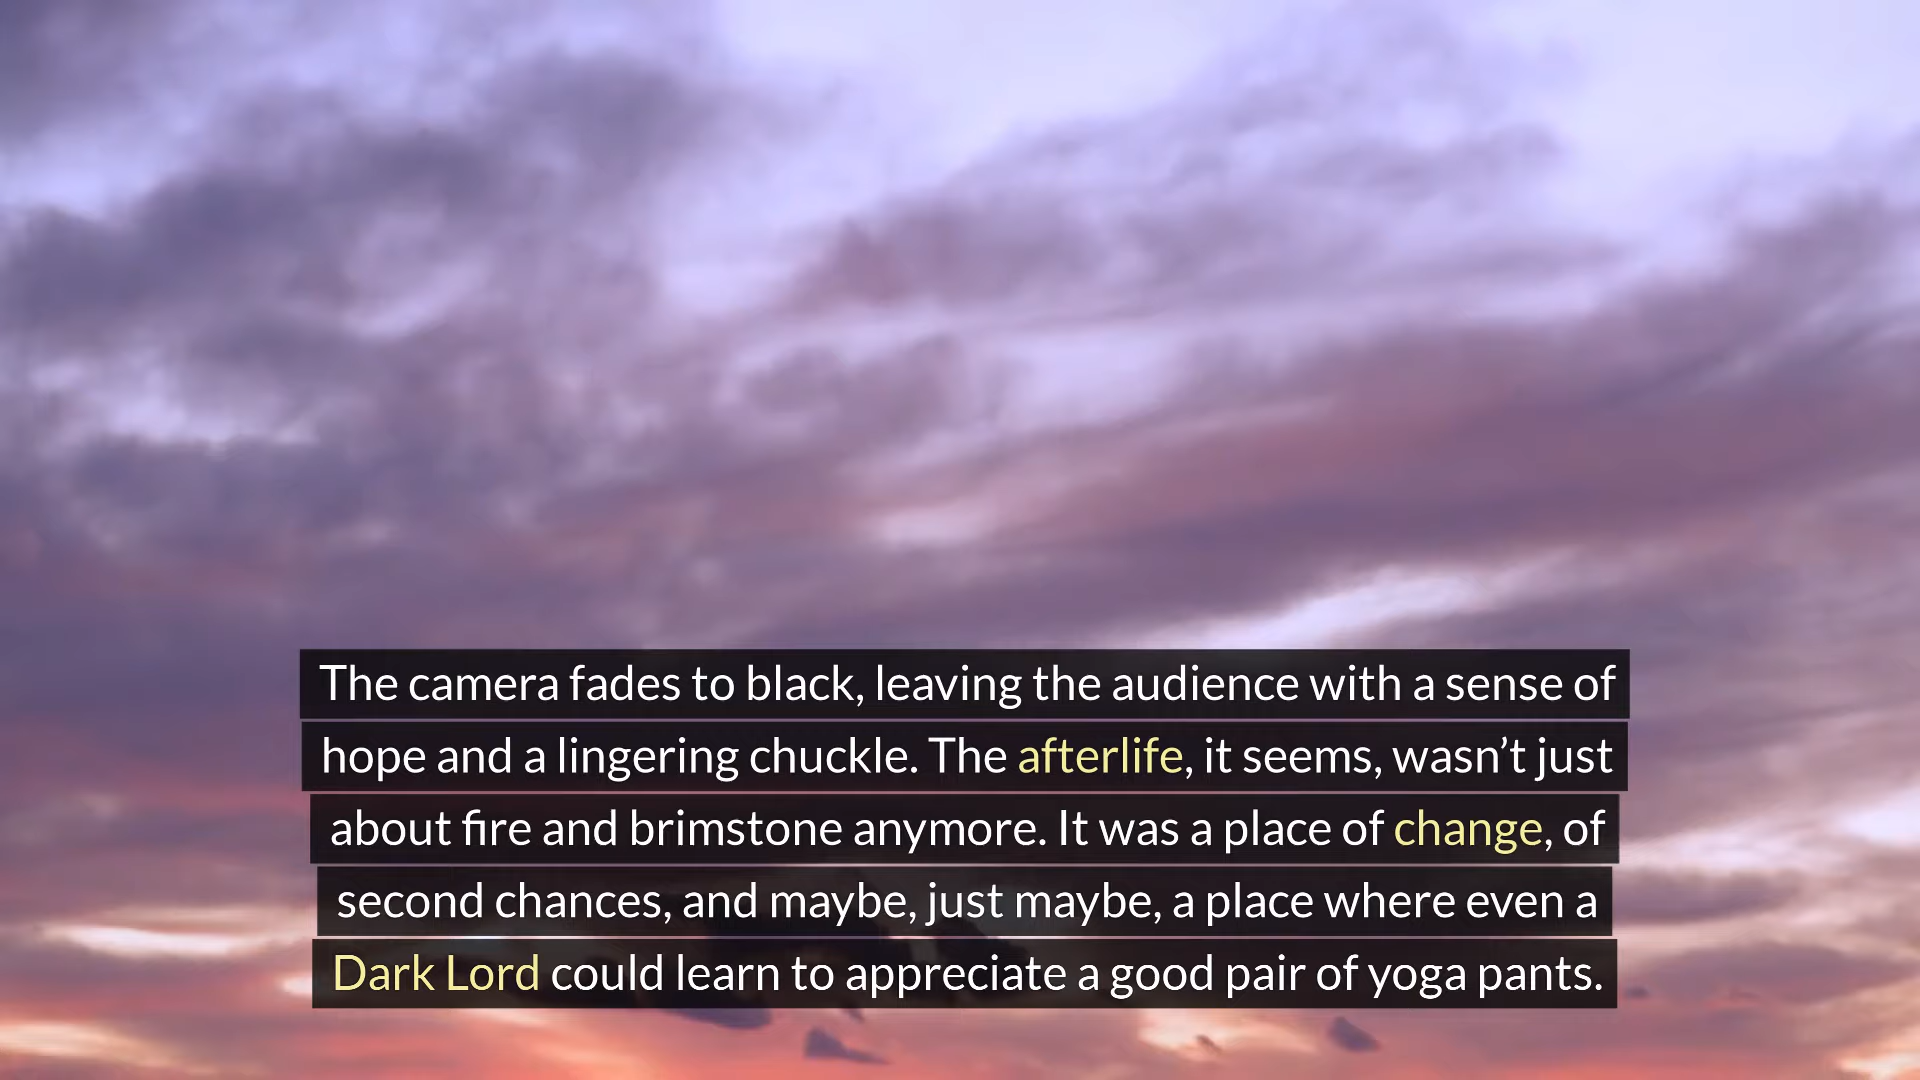 The camera fades to black, leaving the audience with a sense of
hope and a lingering chuckle. The afterlife, it seems, wasn’t just
about fire and brimstone anymore. It was a place of change, of
second chances, and maybe, just maybe, a place where even a
Dark Lord could learn to appreciate a good pair of yoga pants.